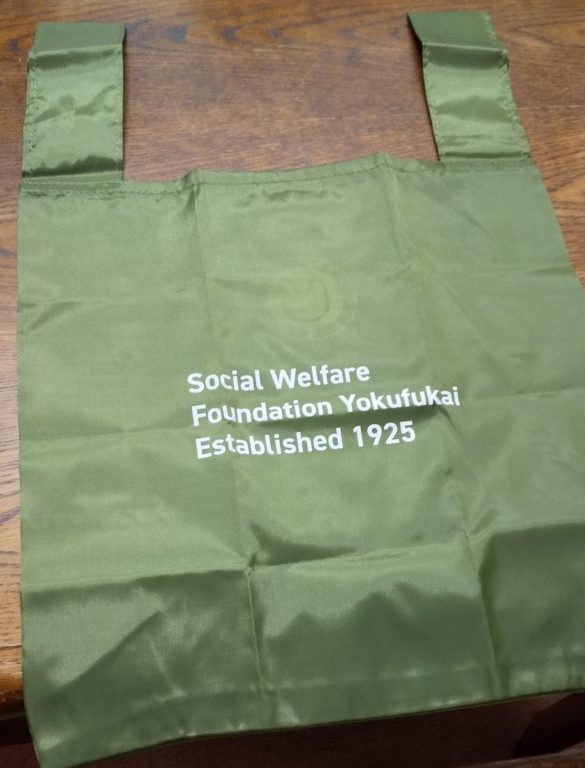 Social Welfare
Foundation Yokufukai
Established 1925